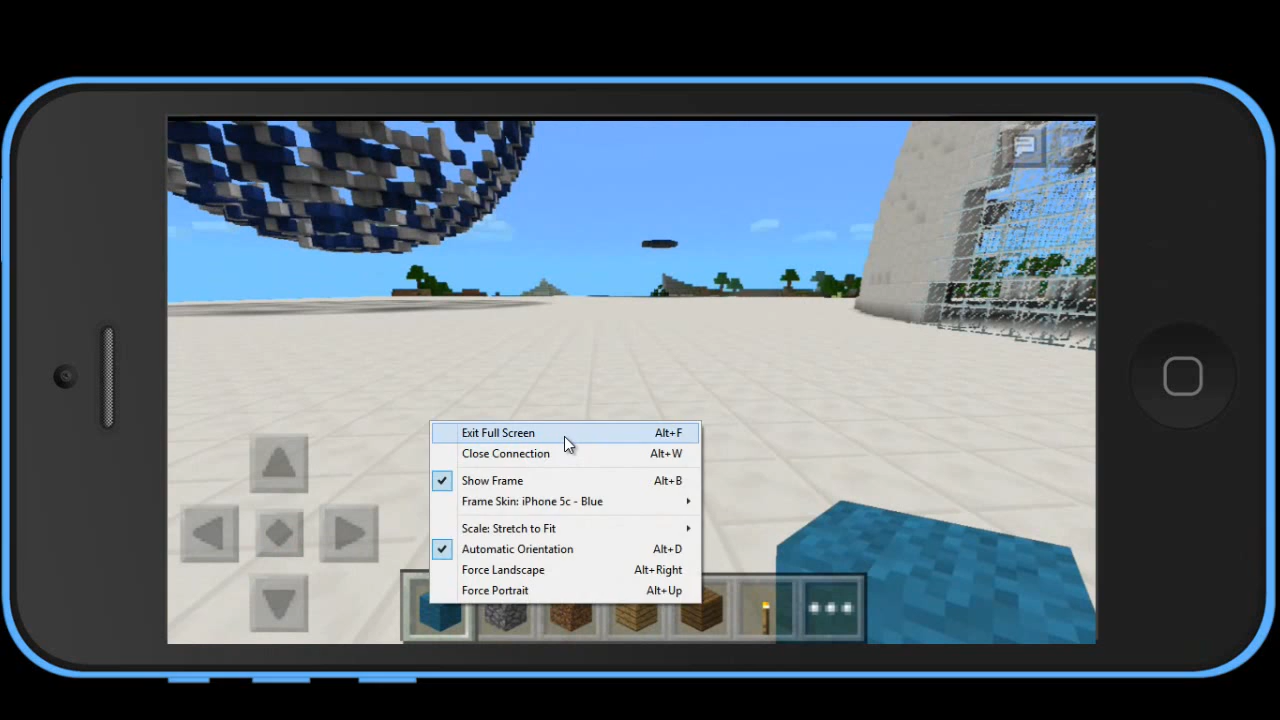 Exit Full Screen Alt+F
Close Connection Alt+W
Show Frame Alt+B
Frame Skin: iPhone 5c - Blue
Scale: Stretch to Fit
Automatic Orientation Alt+D
Force Landscape Alt+Right
Force Portrait Alt+Up